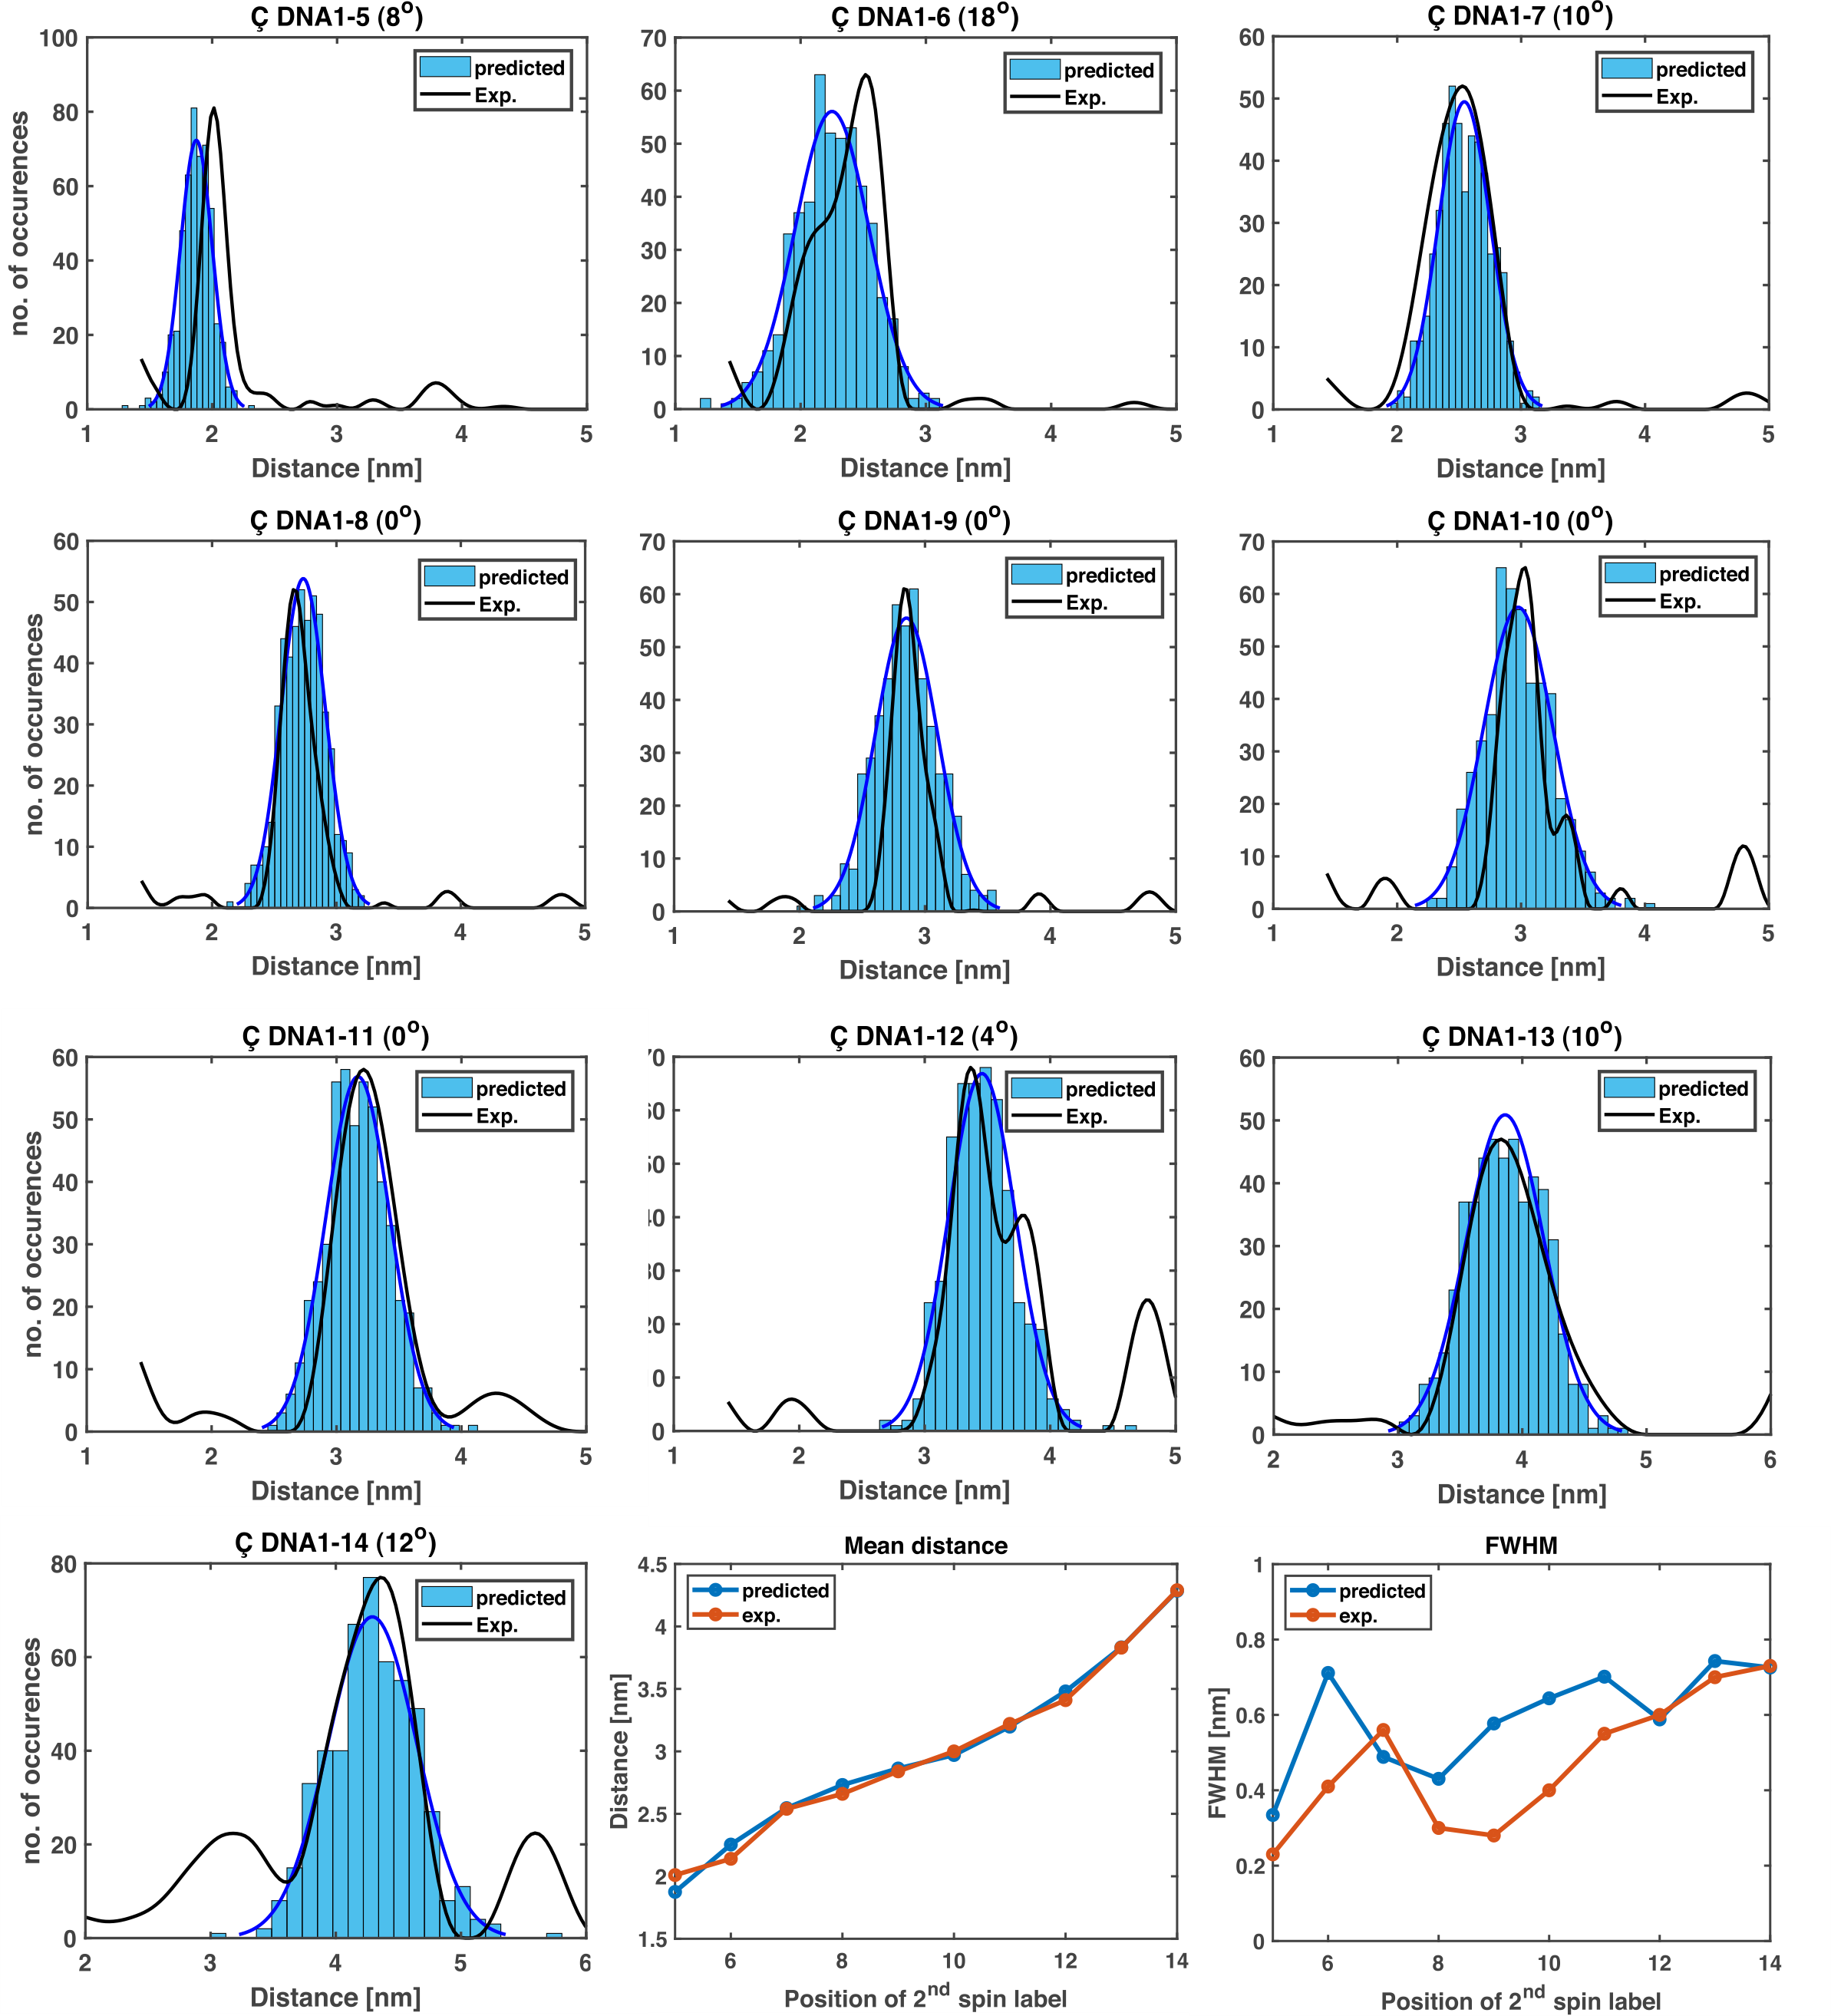 Ç DNA1-5 (8o)
no. of occurences
100
80
60
40
20
0
predicted
Exp.
1 2 3 4 5
Distance [nm]
Ç DNA1-6 (18o)
70
60
50
40
30
20
10
0
predicted
Exp.
1 2 3 4 5
Distance [nm]
Ç DNA1-7 (10o)
60
50
40
30
20
10
0
predicted
Exp.
1 2 3 4 5
Distance [nm]
Ç DNA1-8 (0o)
no. of occurences
60
50
40
30
20
10
0
predicted
Exp.
1 2 3 4 5
Distance [nm]
Ç DNA1-9 (0o)
70
60
50
40
30
20
10
0
predicted
Exp.
1 2 3 4 5
Distance [nm]
Ç DNA1-10 (0o)
70
60
50
40
30
20
10
0
predicted
Exp.
1 2 3 4 5
Distance [nm]
Ç DNA1-11 (0o)
no. of occurences
60
50
40
30
20
10
0
predicted
Exp.
1 2 3 4 5
Distance [nm]
Ç DNA1-12 (4o)
0
predicted
Exp.
1 2 3 4 5
Distance [nm]
Ç DNA1-13 (10o)
60
50
40
30
20
10
0
predicted
Exp.
2 3 4 5 6
Distance [nm]
Ç DNA1-14 (12o)
no. of occurences
80
60
40
20
0
predicted
Exp.
2 3 4 5 6
Distance [nm]
Mean distance
Distance [nm]
4.5
4
3.5
3
2.5
2
1.5
predicted
exp.
6 8 10 12 14
Position of 2nd spin label
FWHM
FWHM [nm]
1
0.8
0.6
0.4
0.2
0
predicted
exp.
6 8 10 12 14
Position of 2nd spin label